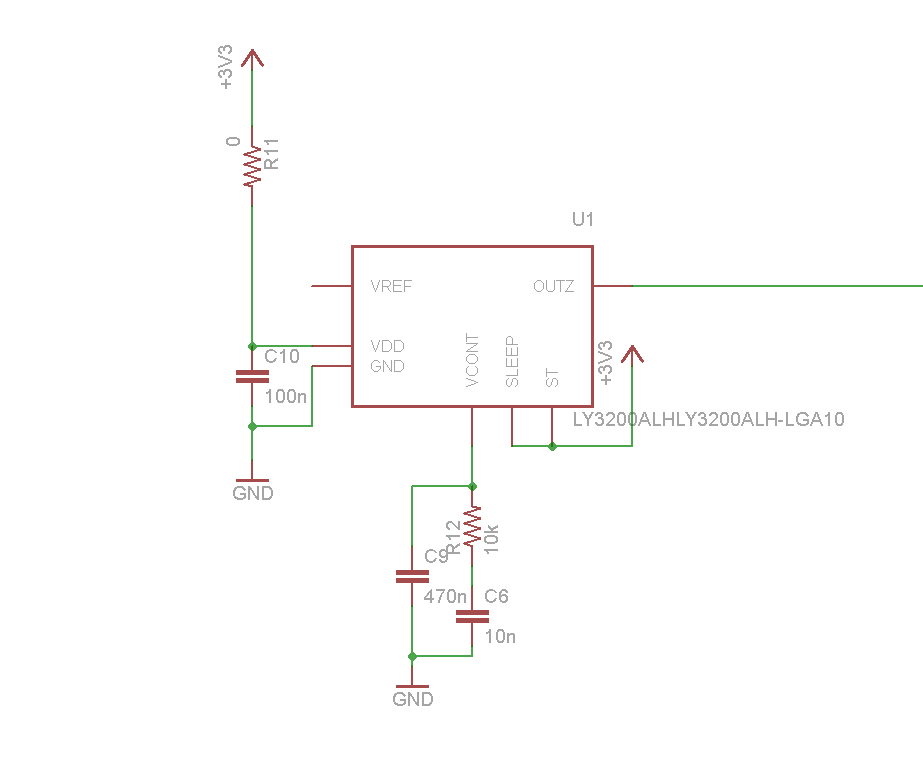 +3V3
0
R11
U1
VREF
OUTZ
VDD
GND
VCONT
SLEEP
ST
+3V3
C10
100n
LY3200ALHLY3200ALH-LGA10
GND
R12
10k
C9
470n
C6
10n
GND